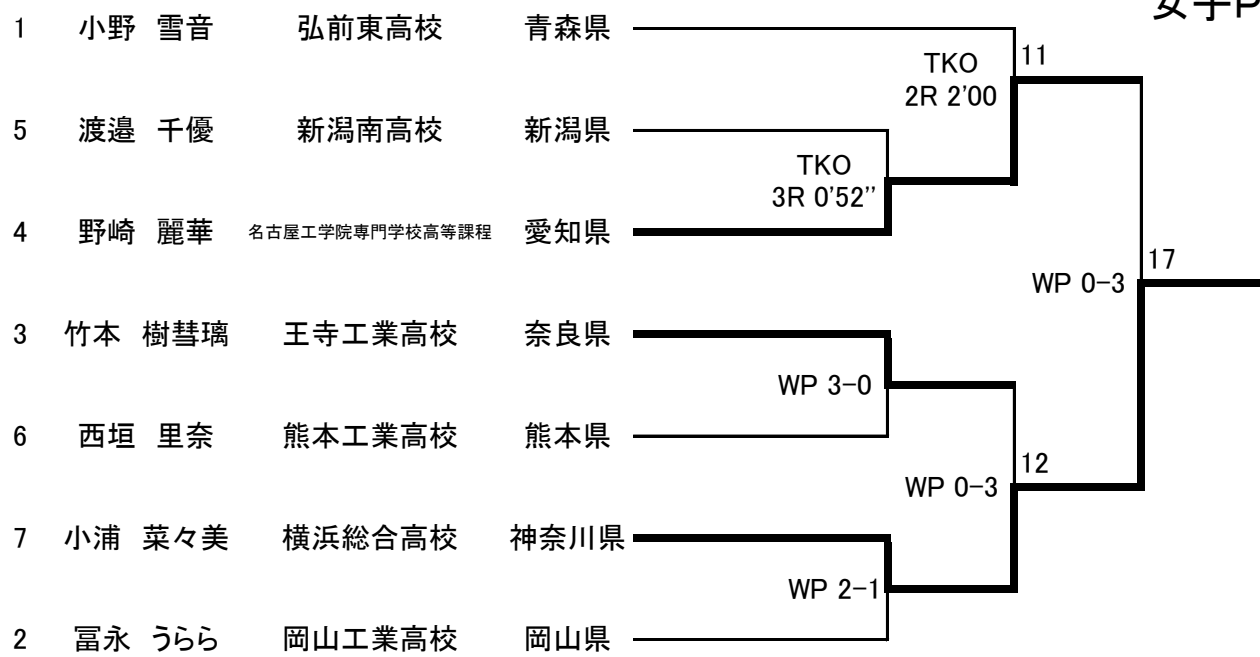 女子P
1 小野 雪音 弘前東高校 青森県
11
TKO
2R 2'00
5 渡邉 千優 新潟南高校 新潟県
TKO
3R 0'52''
4 野崎 麗華 名古屋工学院専門学校高等課程 愛知県
17
WP 0-3
3 竹本 樹彗璃 王寺工業高校 奈良県
WP 3-0
6 西垣 里奈 熊本工業高校 熊本県
12
WP 0-3
7 小浦 菜々美 横浜総合高校 神奈川県
WP 2-1
2 冨永 うらら 岡山工業高校 岡山県